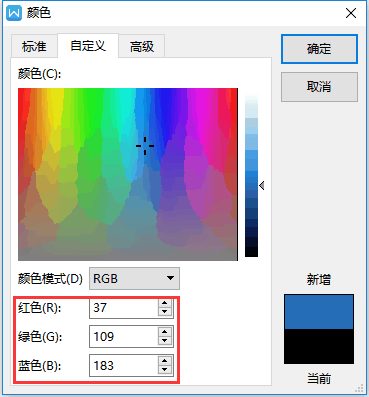 颜色
标准 自定义 高级
确定
取消
颜色(C):
颜色模式(D) RGB
红色(R): 37
绿色(G): 109
蓝色(B): 183
新增
当前